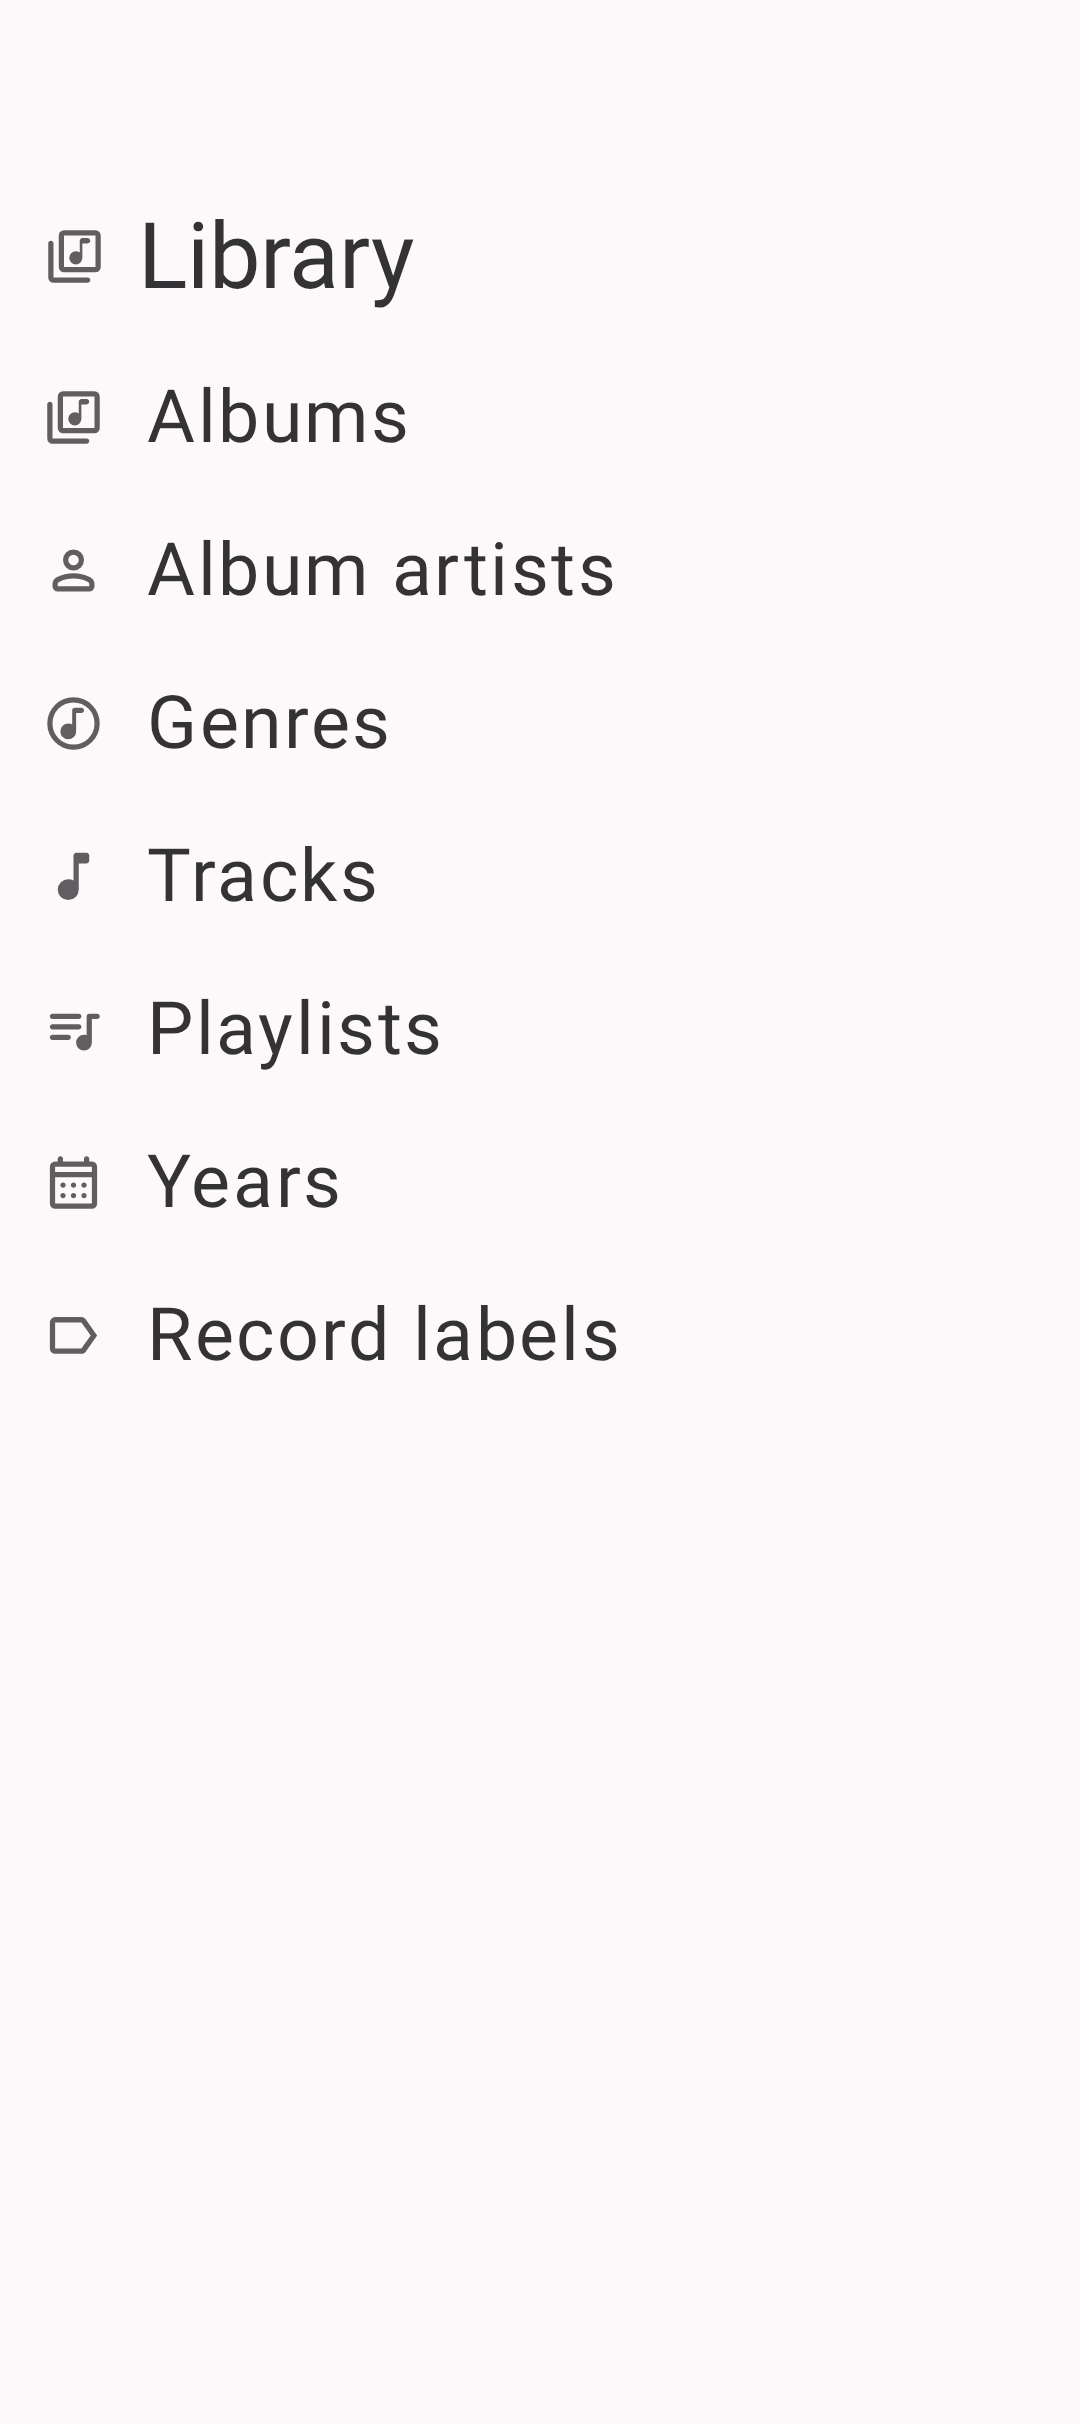 Library
Albums
Album artists
Genres
Tracks
Playlists
Years
Record labels